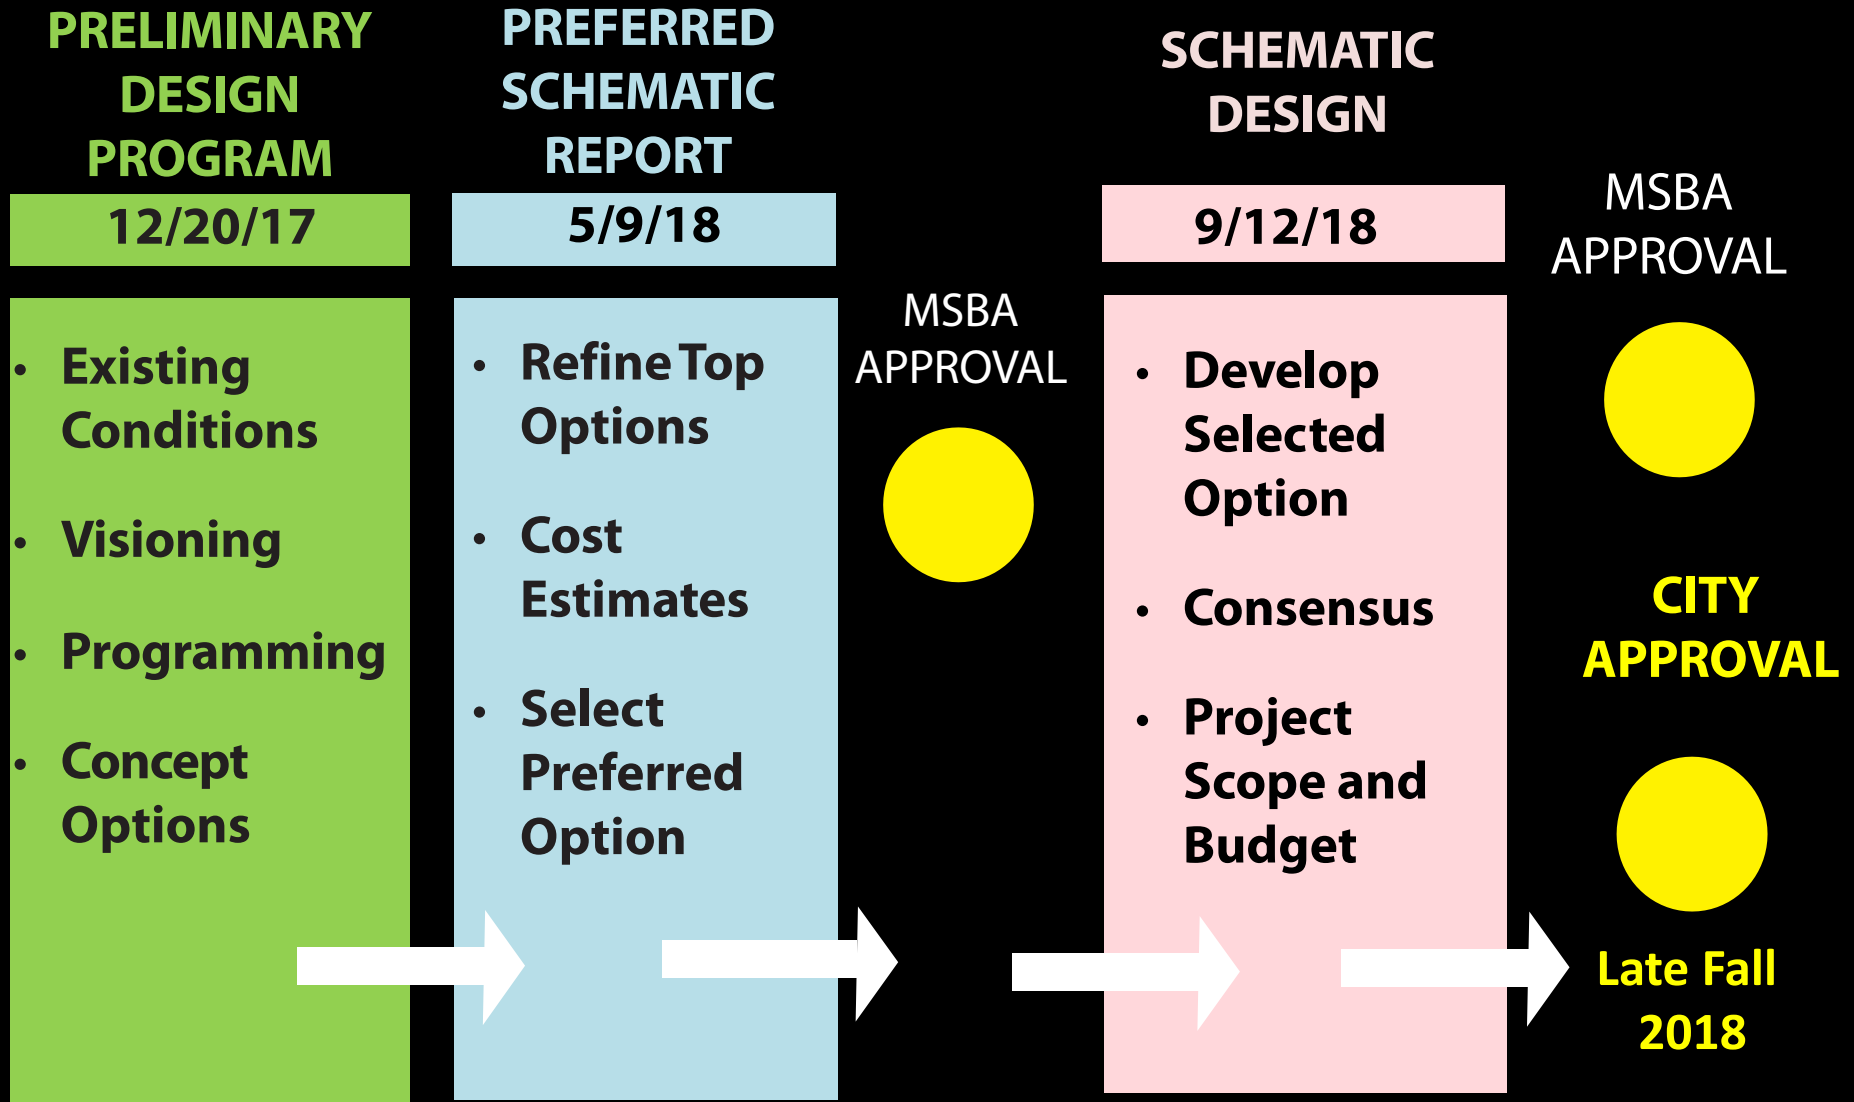 PRELIMINARY
DESIGN
PROGRAM
12/20/17
• Existing
Conditions
• Visioning
• Programming
• Concept
Options
PREFERRED
SCHEMATIC
REPORT
5/9/18
• Refine Top
Options
• Cost
Estimates
• Select
Preferred
Option
MSBA
APPROVAL
SCHEMATIC
DESIGN
9/12/18
• Develop
Selected
Option
• Consensus
• Project
Scope and
Budget
MSBA
APPROVAL
CITY
APPROVAL
Late Fall
2018